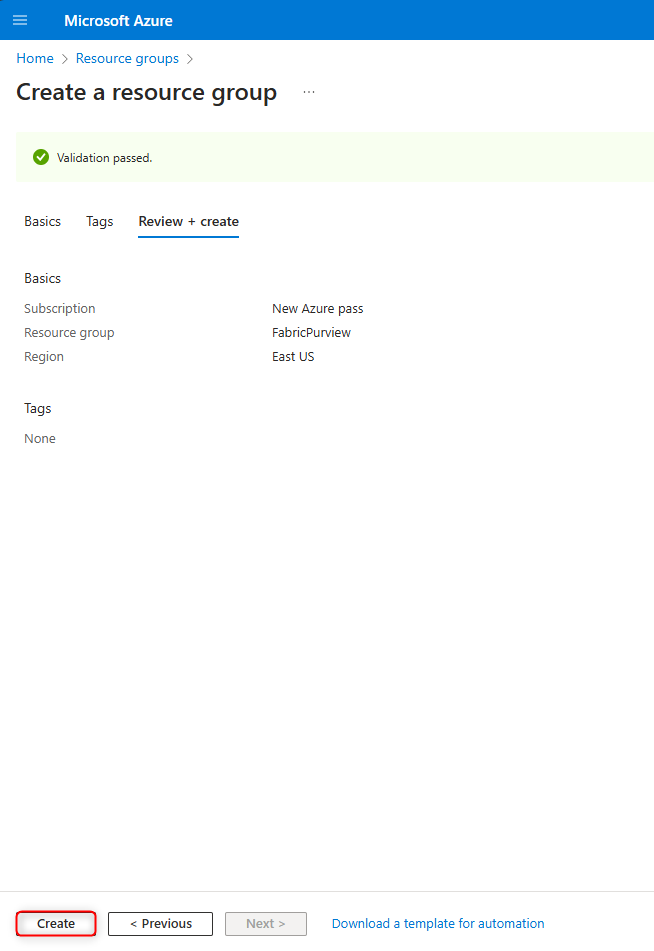 Microsoft Azure
Home > Resource groups >
Create a resource group ...
Validation passed.
Basics Tags Review + create
Basics
Subscription New Azure pass
Resource group FabricPurview
Region East US
Tags
None
Create < Previous Next > Download a template for automation